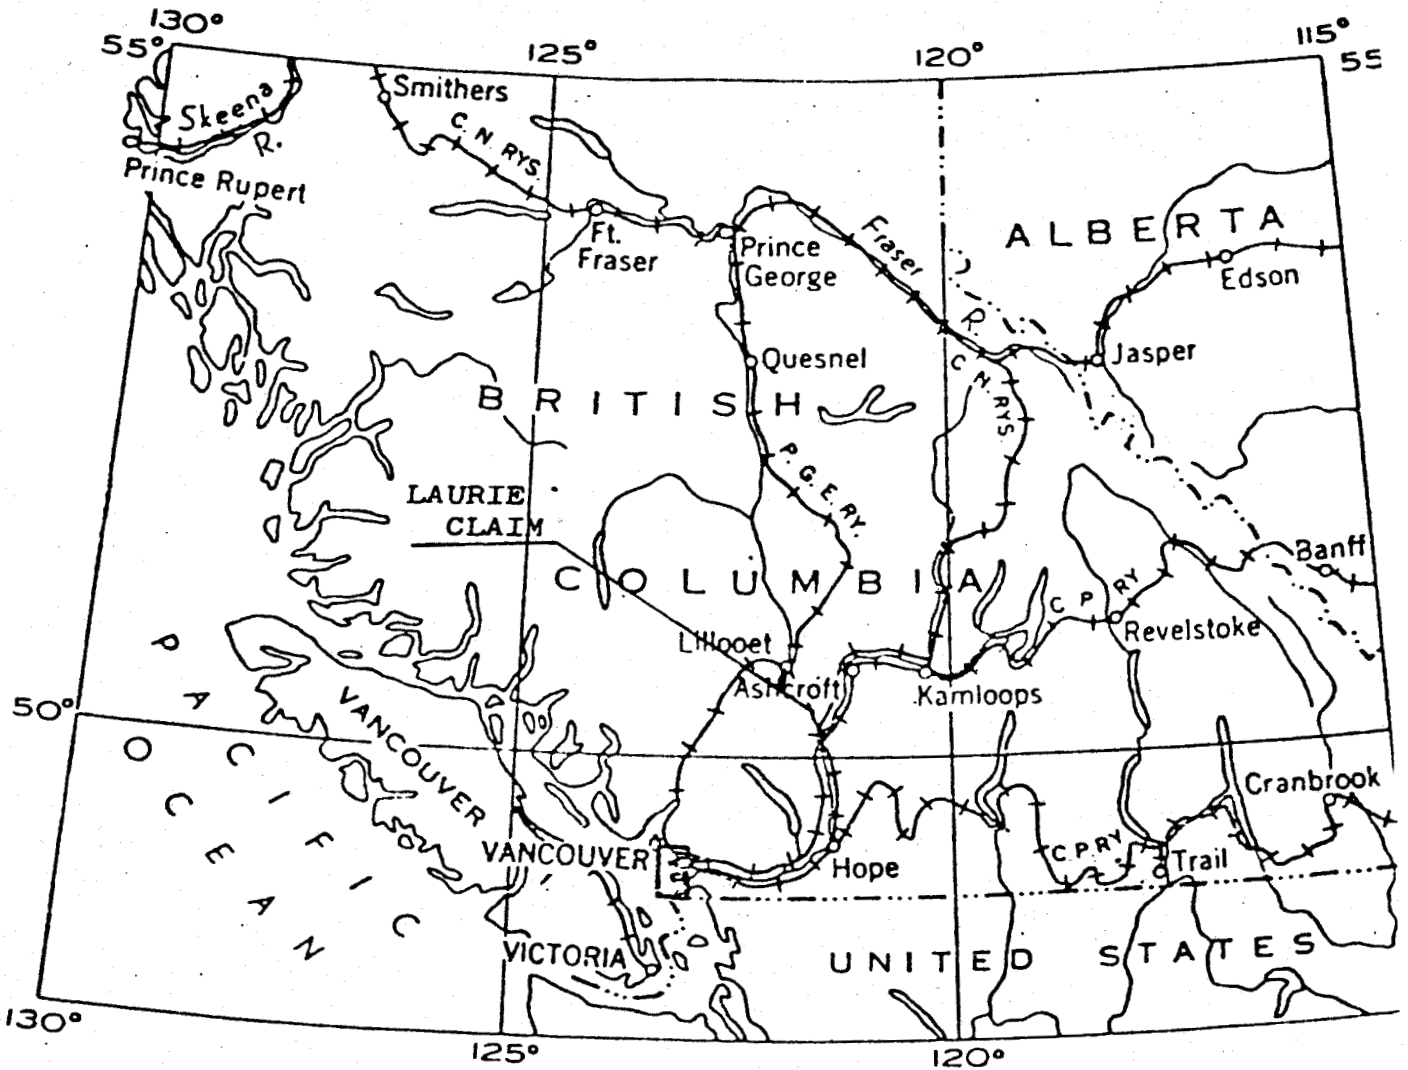 130°
55°
125°
120°
115°
55
Smithers
Skeena
R.
C. N. RYS.
Prince Rupert
Ft.
Fraser
Prince
George
Fraser
R.
ALBERTA
Edson
Jasper
Quesnel
C. N. RYS
BRITISH
P. G. E. RY.
LAURIE
CLAIM
COLUMBIA
Banff
C P RY
Revelstoke
Lillooet
Ashcroft
Kamloops
50°
PACIFIC
OCEAN
VANCOUVER
Cranbrook
VANCOUVER
Hope
C.P.RY.
Trail
VICTORIA
UNITED STATES
130°
125°
120°